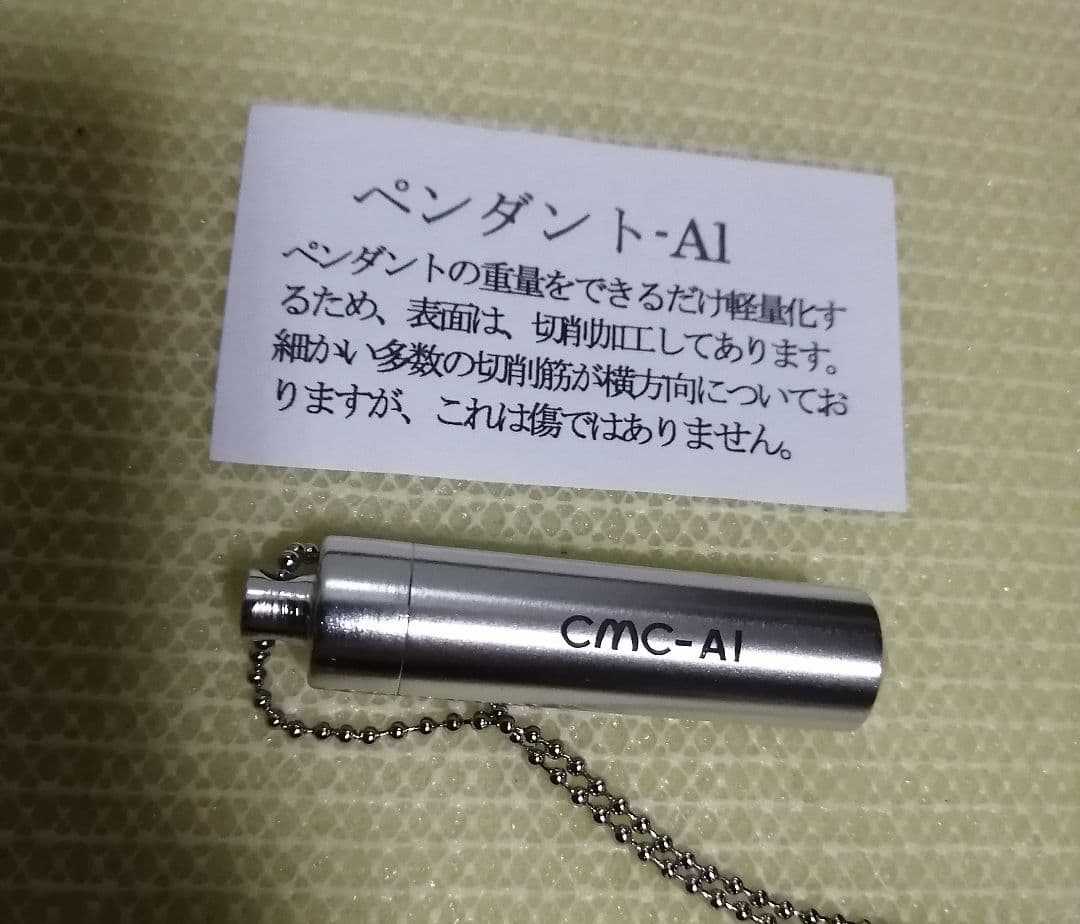 ペンダント-Al
ペンダントの重量をできるだけ軽量化す
るため、表面は、切削加工してあります。
細かい多数の切削筋が横方向についてお
りますが、これは傷ではありません。
CMC-Al